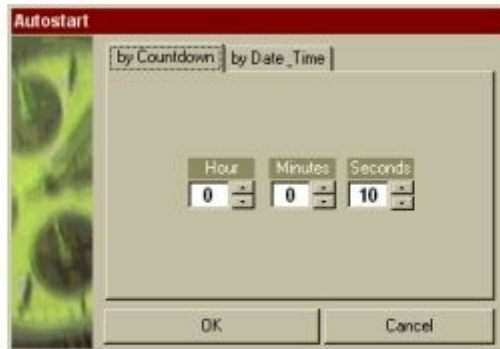 Autostart
by Countdown by Date_Time
Hour Minutes Seconds
0 0 10
OK Cancel